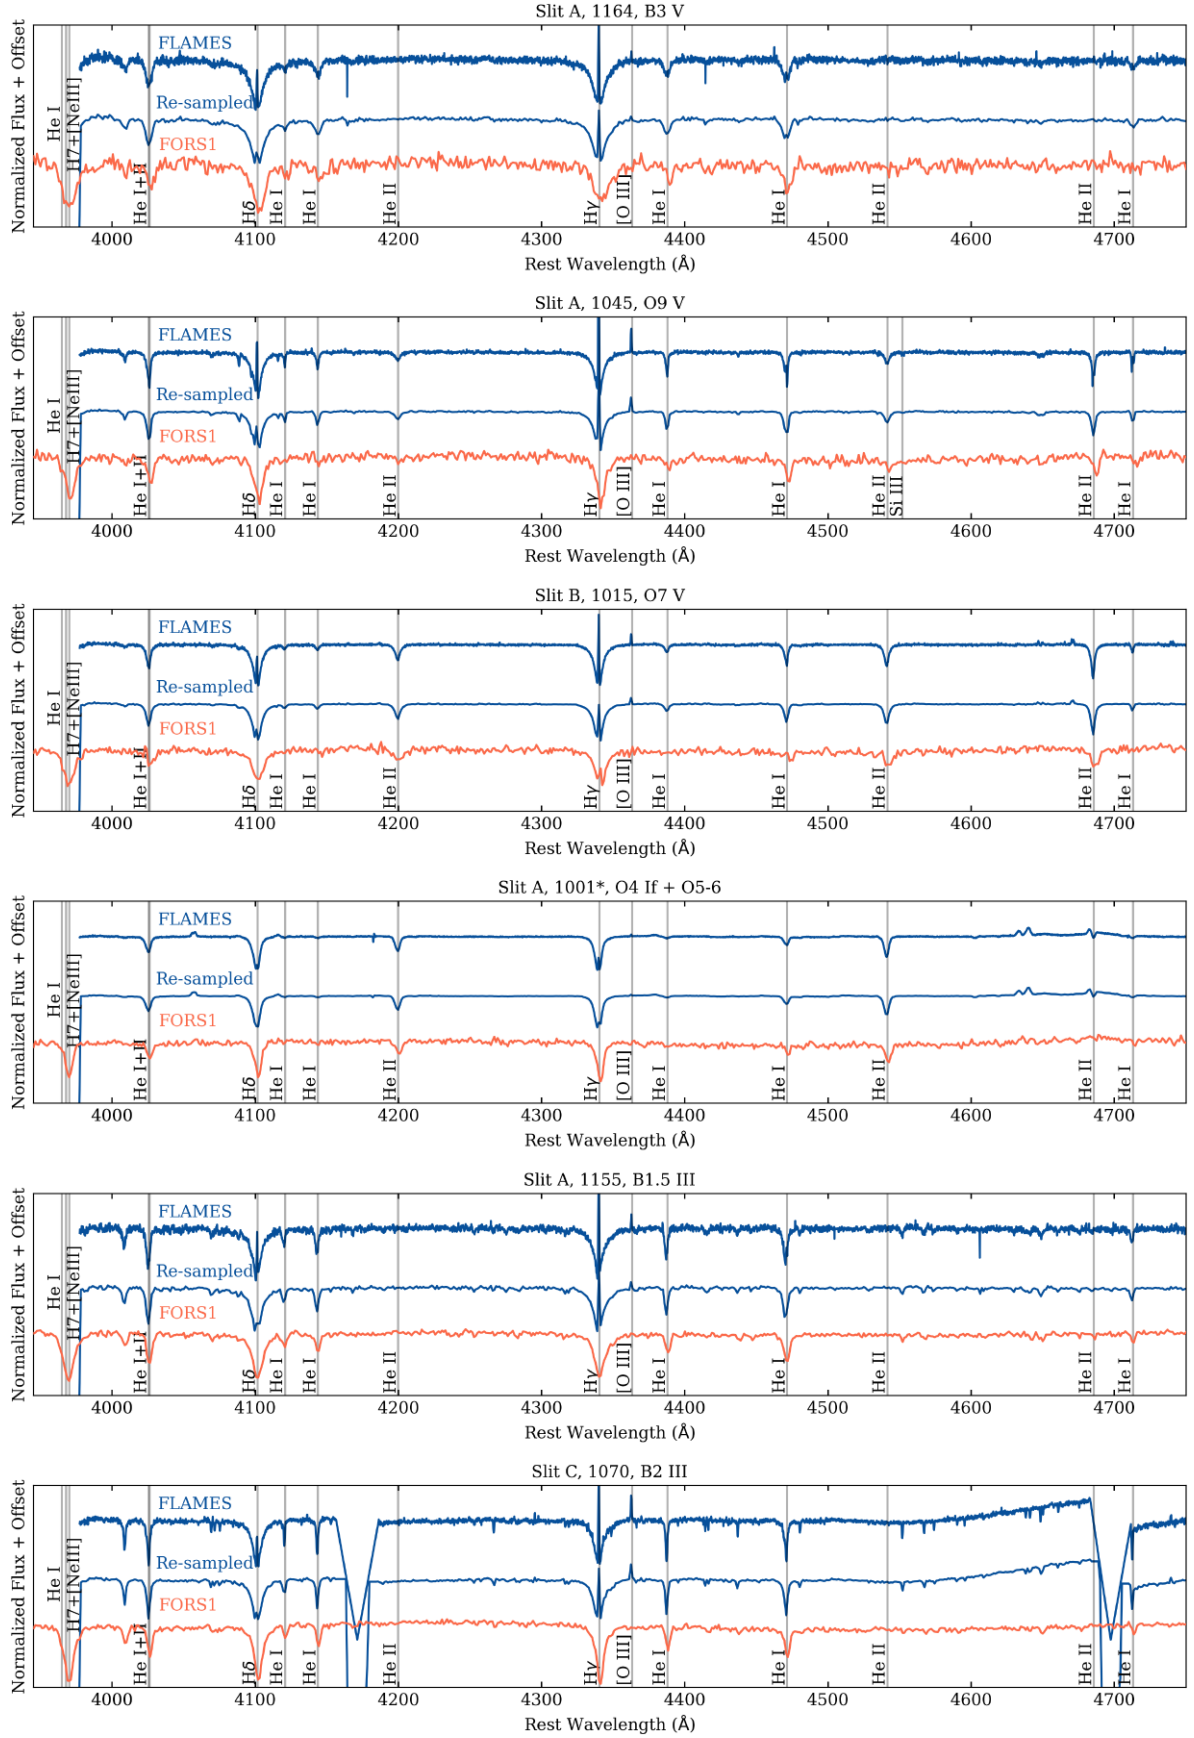 Slit A, 1164, B3 V
Normalized Flux + Offset
FLAMES
Re-sampled
FORS1
He I
H7+[NeIII]
He I+II
Hδ
He I
He I
He II
Hγ
[O III]
He I
He I
He II
He II
He I
4000 4100 4200 4300 4400 4500 4600 4700
Rest Wavelength (Å)
Slit A, 1045, O9 V
Normalized Flux + Offset
FLAMES
Re-sampled
FORS1
He I
H7+[NeIII]
He I+II
Hδ
He I
He I
He II
Hγ
[O III]
He I
He I
He II
Si III
He II
He I
4000 4100 4200 4300 4400 4500 4600 4700
Rest Wavelength (Å)
Slit B, 1015, O7 V
Normalized Flux + Offset
FLAMES
Re-sampled
FORS1
He I
H7+[NeIII]
He I+II
Hδ
He I
He I
He II
Hγ
[O III]
He I
He I
He II
He II
He I
4000 4100 4200 4300 4400 4500 4600 4700
Rest Wavelength (Å)
Slit A, 1001*, O4 If + O5-6
Normalized Flux + Offset
FLAMES
Re-sampled
FORS1
He I
H7+[NeIII]
He I+II
Hδ
He I
He I
He II
Hγ
[O III]
He I
He I
He II
He II
He I
4000 4100 4200 4300 4400 4500 4600 4700
Rest Wavelength (Å)
Slit A, 1155, B1.5 III
Normalized Flux + Offset
FLAMES
Re-sampled
FORS1
He I
H7+[NeIII]
He I+II
Hδ
He I
He I
He II
Hγ
[O III]
He I
He I
He II
He II
He I
4000 4100 4200 4300 4400 4500 4600 4700
Rest Wavelength (Å)
Slit C, 1070, B2 III
Normalized Flux + Offset
FLAMES
Re-sampled
FORS1
He I
H7+[NeIII]
He I+II
Hδ
He I
He I
He II
Hγ
[O III]
He I
He I
He II
He II
He I
4000 4100 4200 4300 4400 4500 4600 4700
Rest Wavelength (Å)